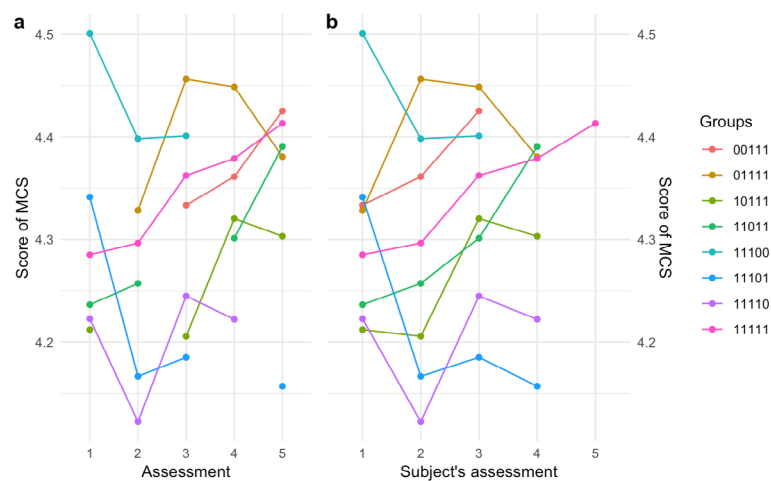 a
b
4.5
4.4
4.3
4.2
Score of MCS
1 2 3 4 5
Assessment
1 2 3 4 5
Subject's assessment
4.5
4.4
4.3
4.2
Score of MCS
Groups
00111
01111
10111
11011
11100
11101
11110
11111